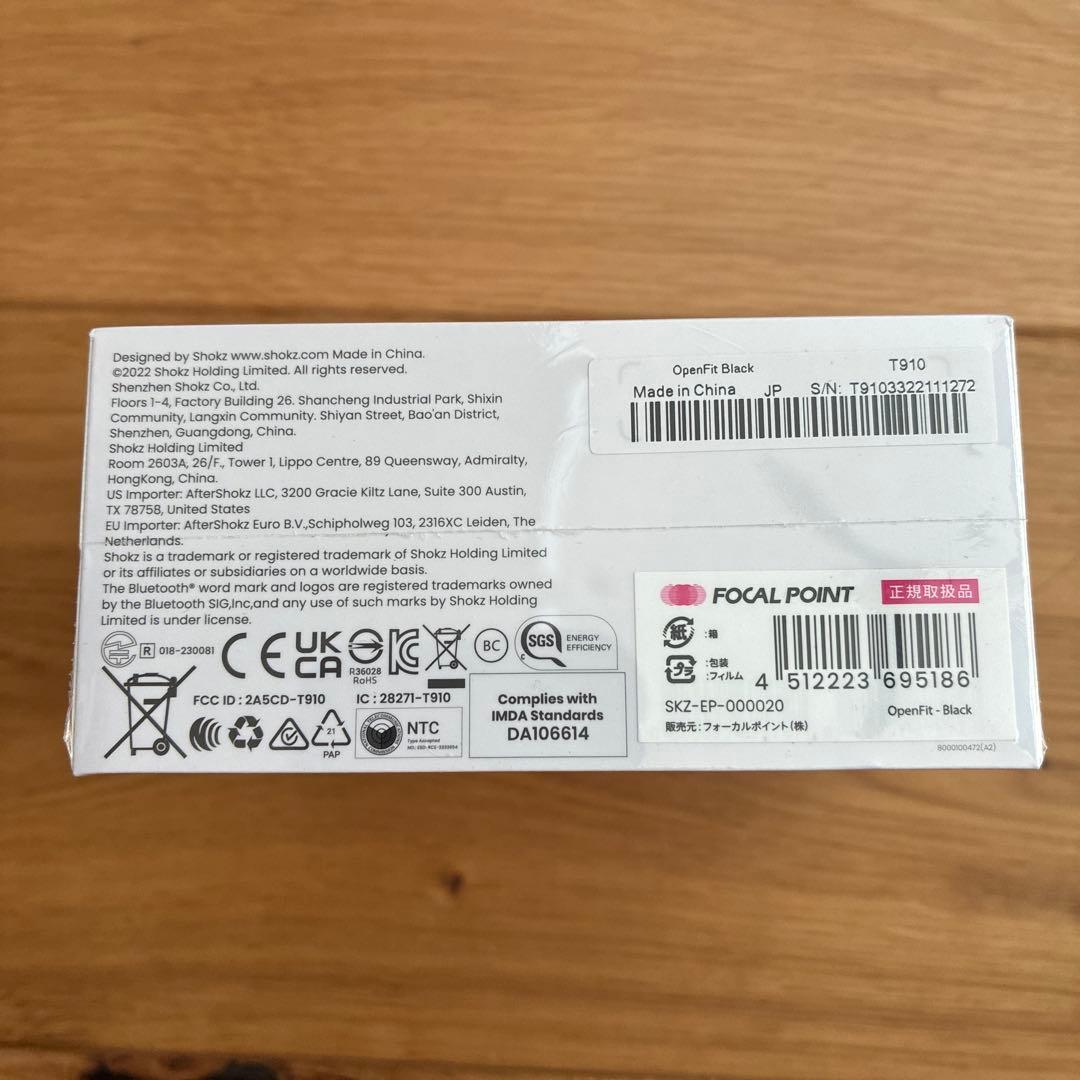 Designed by Shokz www.shokz.com Made in China.
©2022 Shokz Holding Limited. All rights reserved.
Shenzhen Shokz Co., Ltd.
Floors 1-4, Factory Building 26. Shancheng Industrial Park, Shixin
Community, Langxin Community. Shiyan Street, Bao'an District,
Shenzhen, Guangdong, China.
Shokz Holding Limited
Room 2603A, 26/F., Tower 1, Lippo Centre, 89 Queensway, Admiralty,
HongKong, China.
US Importer: AfterShokz LLC, 3200 Gracie Kiltz Lane, Suite 300 Austin,
TX 78758, United States
EU Importer: AfterShokz Euro B.V.,Schipholweg 103, 2316XC Leiden, The
Netherlands.
Shokz is a trademark or registered trademark of Shokz Holding Limited
or its affiliates or subsidiaries on a worldwide basis.
The Bluetooth® word mark and logos are registered trademarks owned
by the Bluetooth SIG,Inc,and any use of such marks by Shokz Holding
Limited is under license.
R 018-230081
CE
UK
CA
R36028
RoHS
BC
SGS
C
ENERGY
EFFICIENCY
FCC ID : 2A5CD-T910
IC : 28271-T910
21
PAP
NTC
Type Accepted
Complies with
IMDA Standards
DA106614
OpenFit Black
T910
Made in China
JP
S/N: T9103322111272
FOCAL POINT
正規取扱品
紙
:箱
プラ
:包装
:フィルム
4 512223 695186
SKZ-EP-000020
OpenFit - Black
販売元 : フォーカルポイント(株)
8000100472(A2)